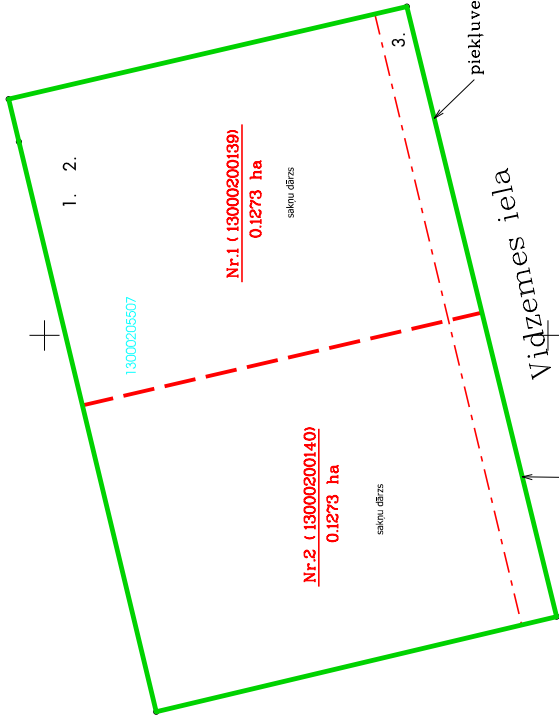 1. 2.
3.
piekļuve
Nr.1 (13000200139)
0.1273 ha
sakņu dārzs
13000205507
Vidzemes iela
Nr.2 (13000200140)
0.1273 ha
sakņu dārzs